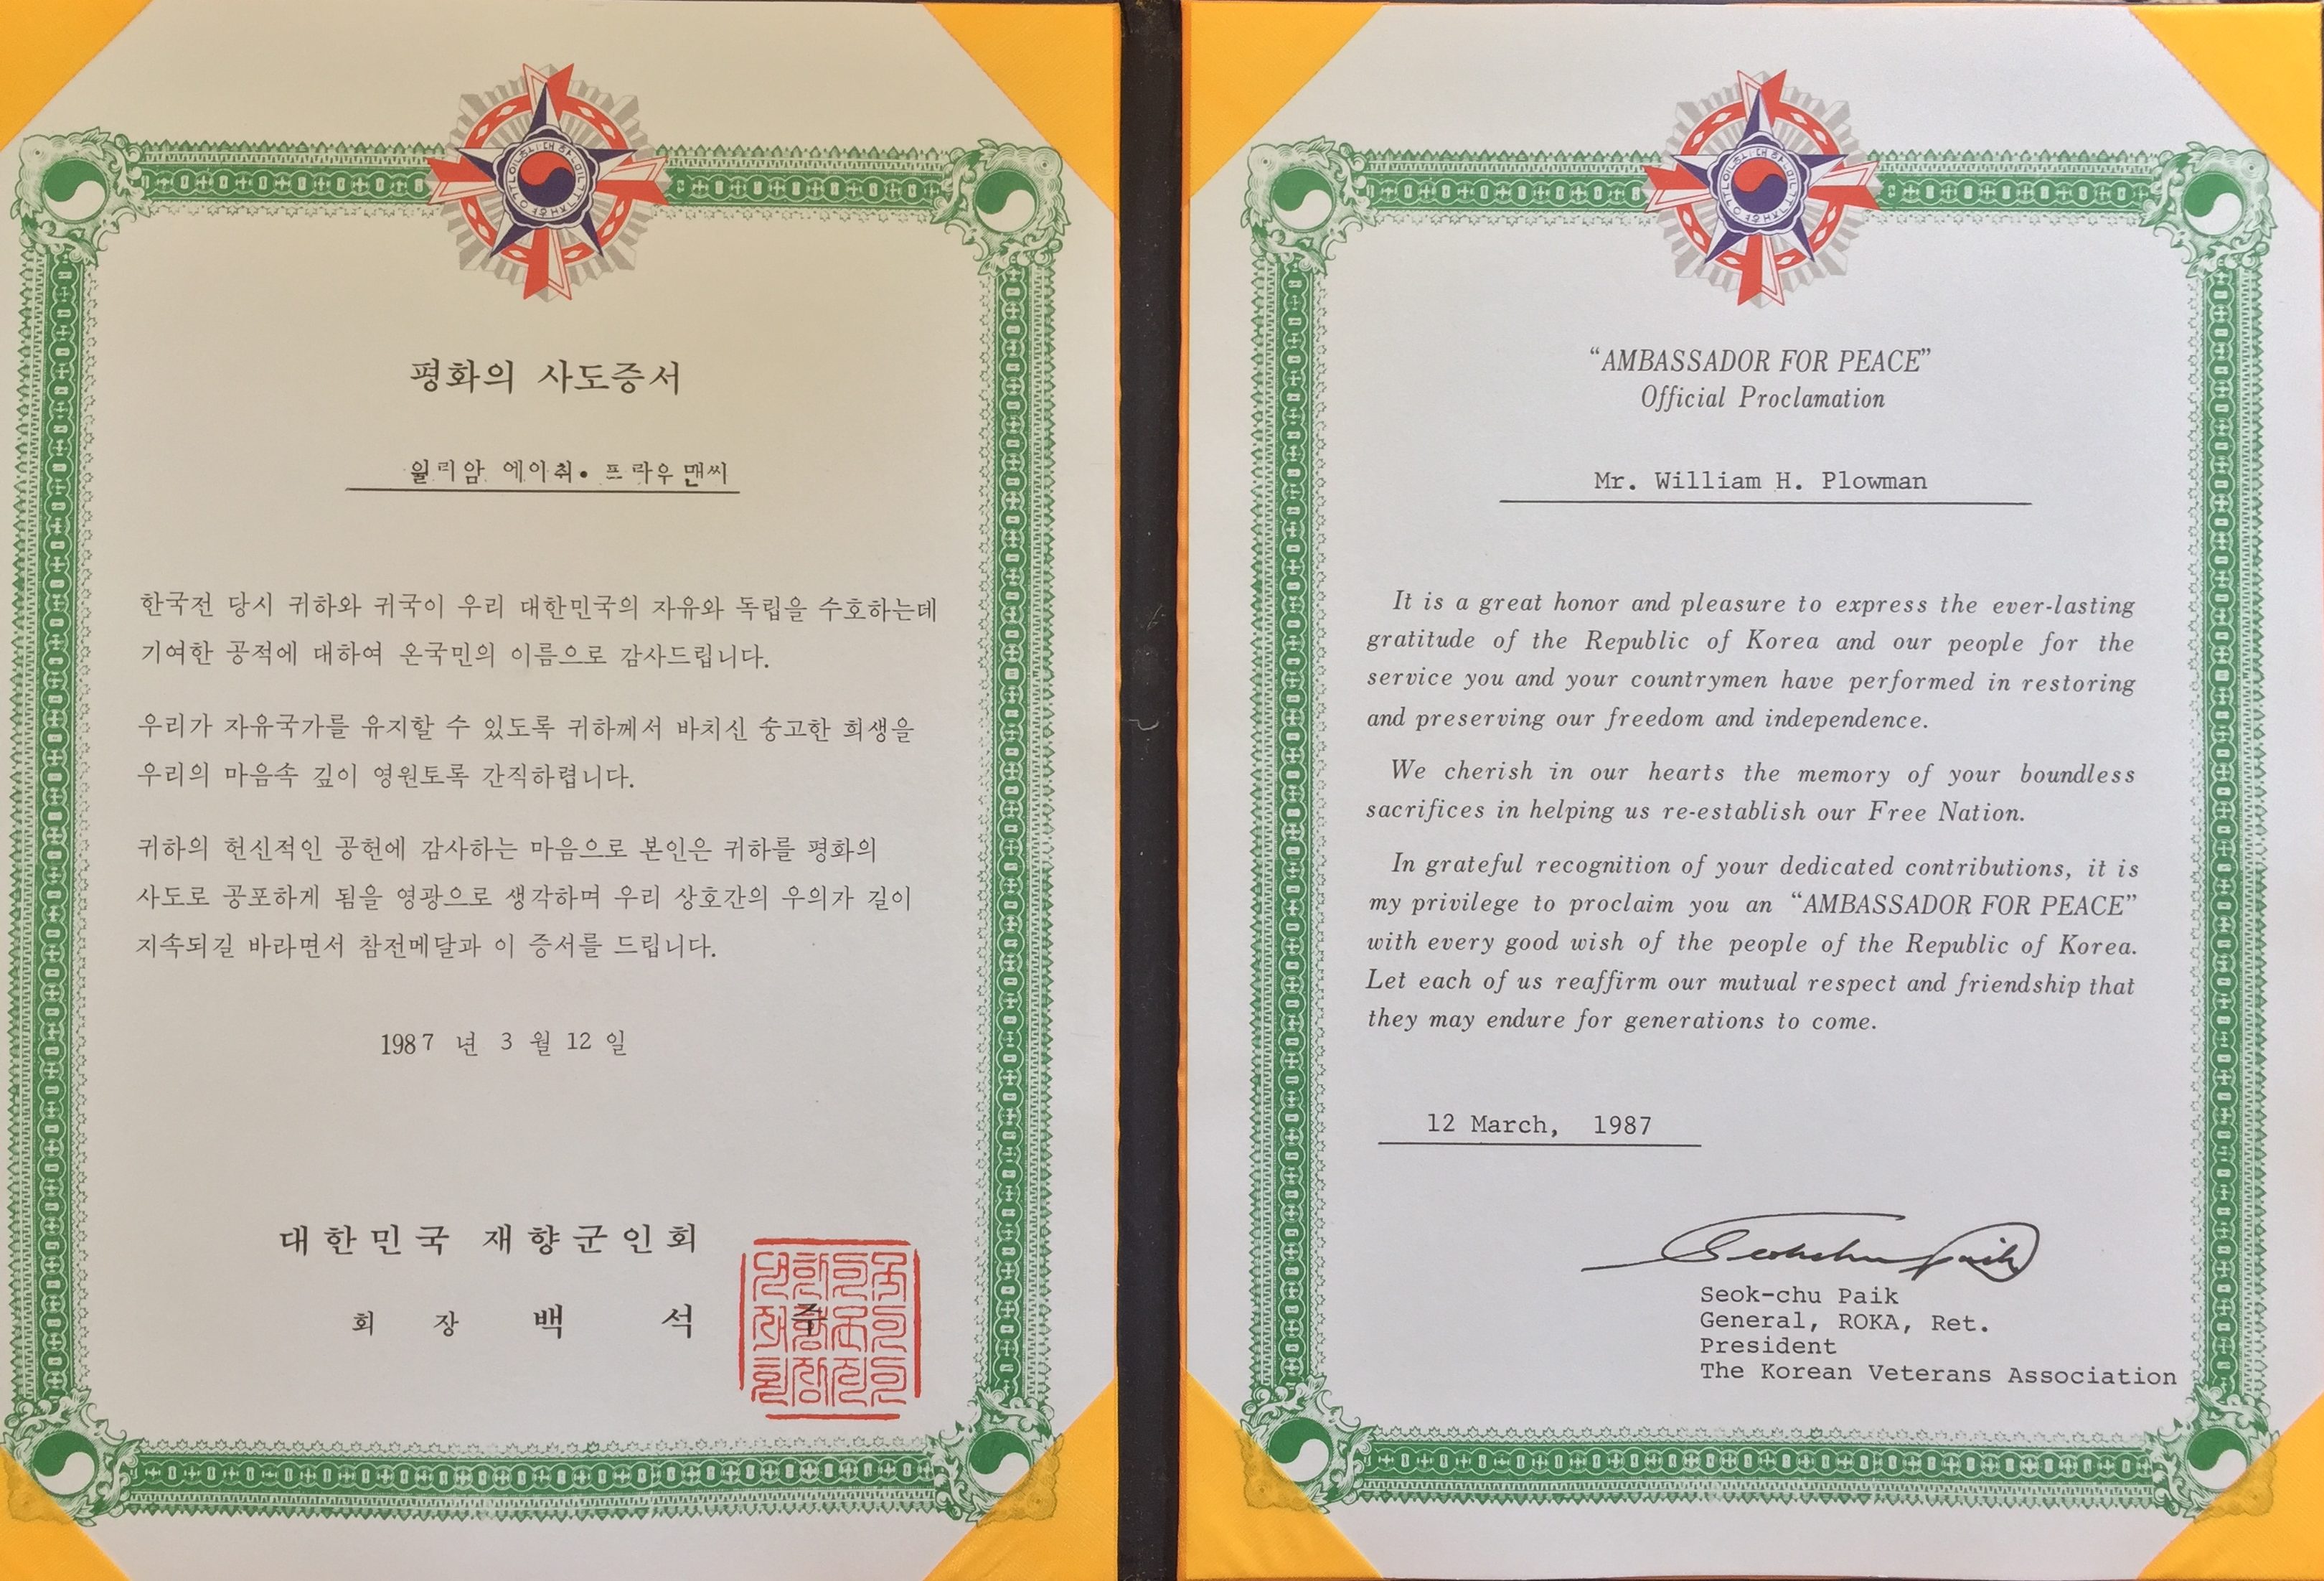 평화의 사도증서
윌리암 에이취. 프라우맨씨
한국전 당시 귀하와 귀국이 우리 대한민국의 자유와 독립을 수호하는데
기여한 공적에 대하여 온국민의 이름으로 감사드립니다.
우리가 자유국가를 유지할 수 있도록 귀하께서 바치신 숭고한 희생을
우리의 마음속 깊이 영원토록 간직하렵니다.
귀하의 헌신적인 공헌에 감사하는 마음으로 본인은 귀하를 평화의
사도로 공포하게 됨을 영광으로 생각하며 우리 상호간의 우의가 길이
지속되길 바라면서 참전메달과 이 증서를 드립니다.
1987 년 3 월 12 일
대한민국 재향군인회
회 장 백 석 주
“AMBASSADOR FOR PEACE”
Official Proclamation
Mr. William H. Plowman
It is a great honor and pleasure to express the ever-lasting
gratitude of the Republic of Korea and our people for the
service you and your countrymen have performed in restoring
and preserving our freedom and independence.
We cherish in our hearts the memory of your boundless
sacrifices in helping us re-establish our Free Nation.
In grateful recognition of your dedicated contributions, it is
my privilege to proclaim you an “AMBASSADOR FOR PEACE”
with every good wish of the people of the Republic of Korea.
Let each of us reaffirm our mutual respect and friendship that
they may endure for generations to come.
12 March, 1987
Seokchu Paik
Seok-chu Paik
General, ROKA, Ret.
President
The Korean Veterans Association